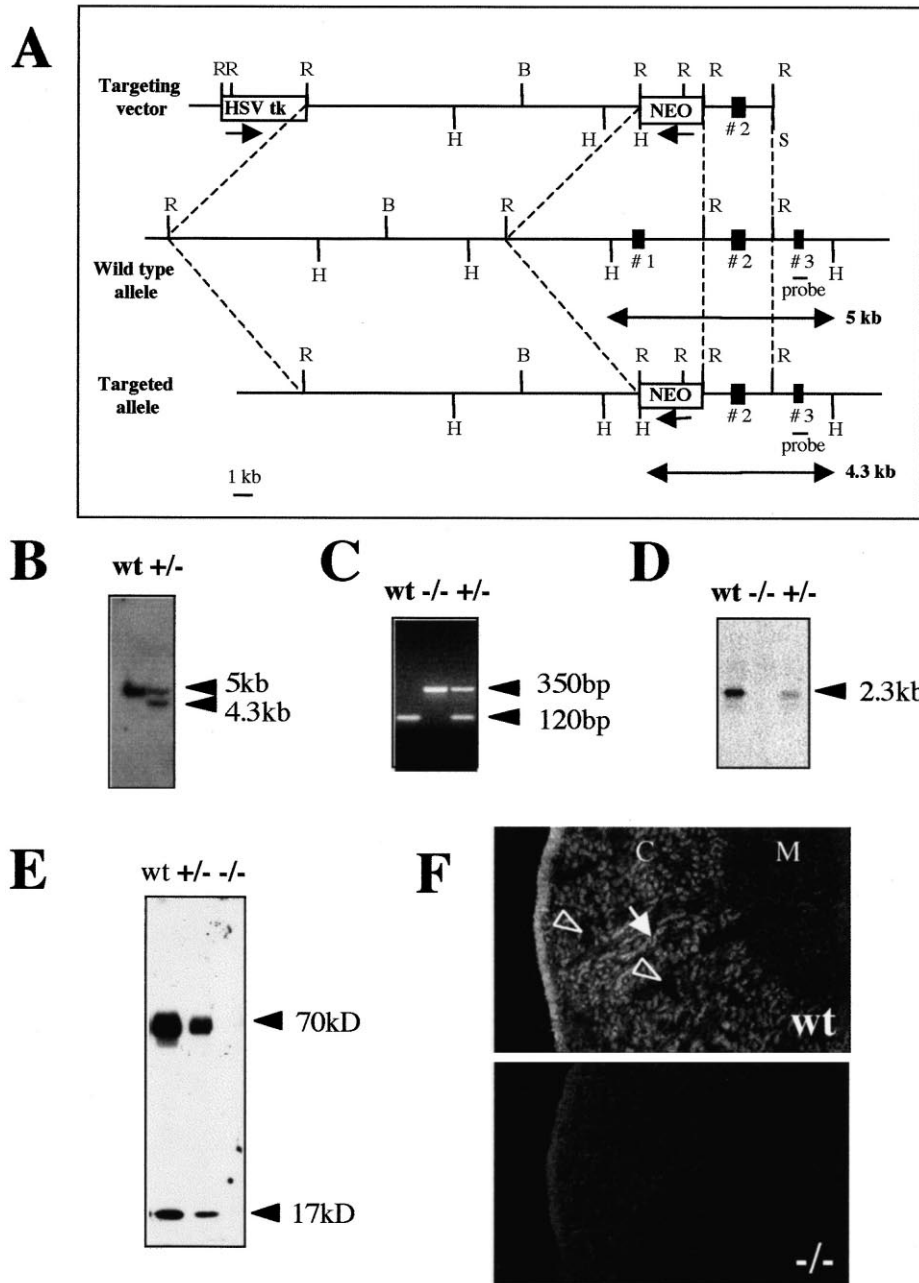 A
Targeting vector
RR R B R R R R
HSV tk NEO
H H H #2 S
Wild type allele
R B R R R
H H H #1 #2 #3 H
probe
5 kb
Targeted allele
R B R R R R
NEO
H H H #2 #3 H
probe
1 kb 4.3 kb
B
wt +/-
5kb
4.3kb
C
wt -/- +/-
350bp
120bp
D
wt -/- +/-
2.3kb
E
wt +/- -/-
70kD
17kD
F
C M
wt
-/-